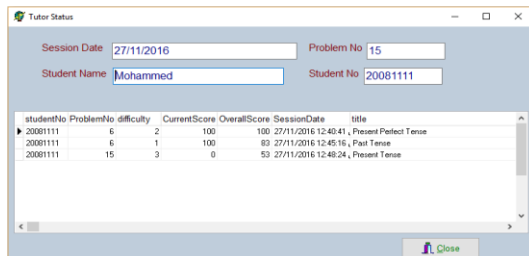 Tutor Status
Session Date 27/11/2016 Problem No 15
Student Name Mohammed Student No 20081111
studentNo ProblemNo difficulty CurrentScore OverallScore SessionDate title
20081111 6 2 100 100 27/11/2016 12:40:41 Present Perfect Tense
20081111 6 1 100 83 27/11/2016 12:45:16 Past Tense
20081111 15 3 0 53 27/11/2016 12:48:24 Present Tense
Close